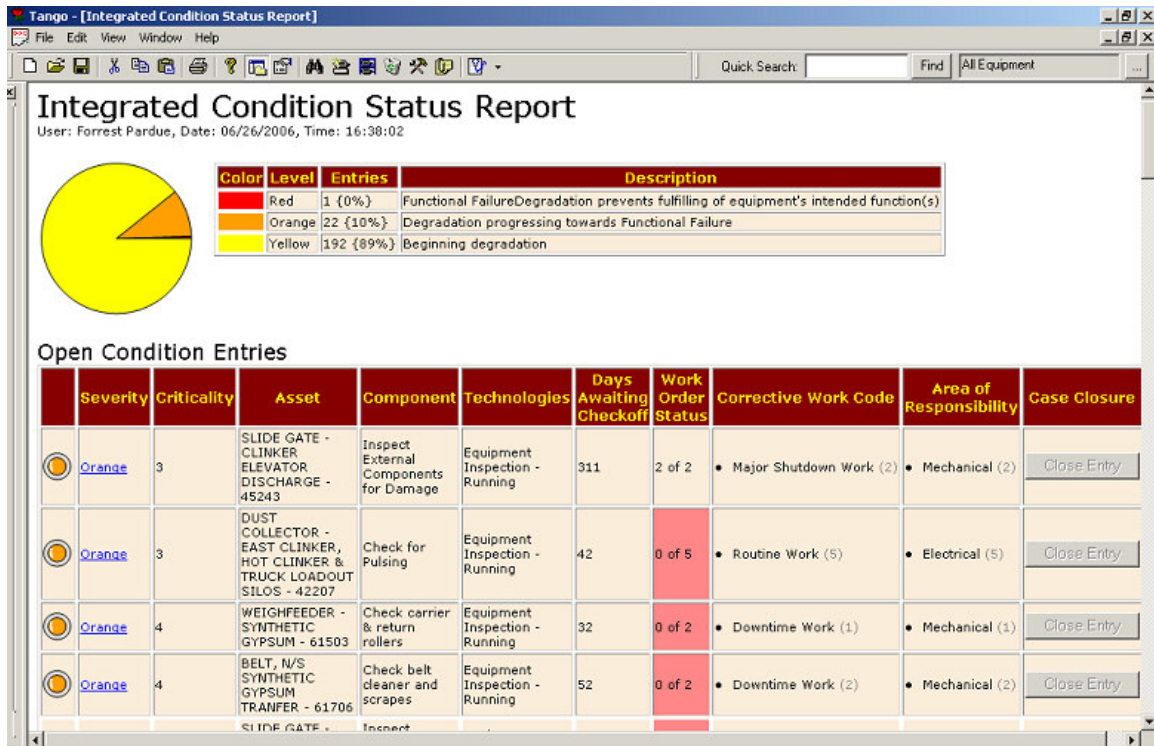 Tango - [Integrated Condition Status Report]
File Edit View Window Help
Quick Search: Find All Equipment ...
Integrated Condition Status Report
User: Forrest Pardue, Date: 06/26/2006, Time: 16:38:02
Color Level Entries Description
Red 1 {0%} Functional FailureDegradation prevents fulfilling of equipment's intended function(s)
Orange 22 {10%} Degradation progressing towards Functional Failure
Yellow 192 {89%} Beginning degradation
Open Condition Entries
Severity Criticality Asset Component Technologies Days Awaiting Checkoff Work Order Status Corrective Work Code Area of Responsibility Case Closure
Orange 3 SLIDE GATE - CLINKER ELEVATOR DISCHARGE - 45243 Inspect External Components for Damage Equipment Inspection - Running 311 2 of 2 • Major Shutdown Work (2) • Mechanical (2) Close Entry
Orange 3 DUST COLLECTOR - EAST CLINKER, HOT CLINKER & TRUCK LOADOUT SILOS - 42207 Check for Pulsing Equipment Inspection - Running 42 0 of 5 • Routine Work (5) • Electrical (5) Close Entry
Orange 4 WEIGHFEEDER - SYNTHETIC GYPSUM - 61503 Check carrier & return rollers Equipment Inspection - Running 32 0 of 2 • Downtime Work (1) • Mechanical (1) Close Entry
Orange 4 BELT, N/S SYNTHETIC GYPSUM TRANFER - 61706 Check belt cleaner and scrapes Equipment Inspection - Running 52 0 of 2 • Downtime Work (2) • Mechanical (2) Close Entry
SLIDE GATE - Inspect